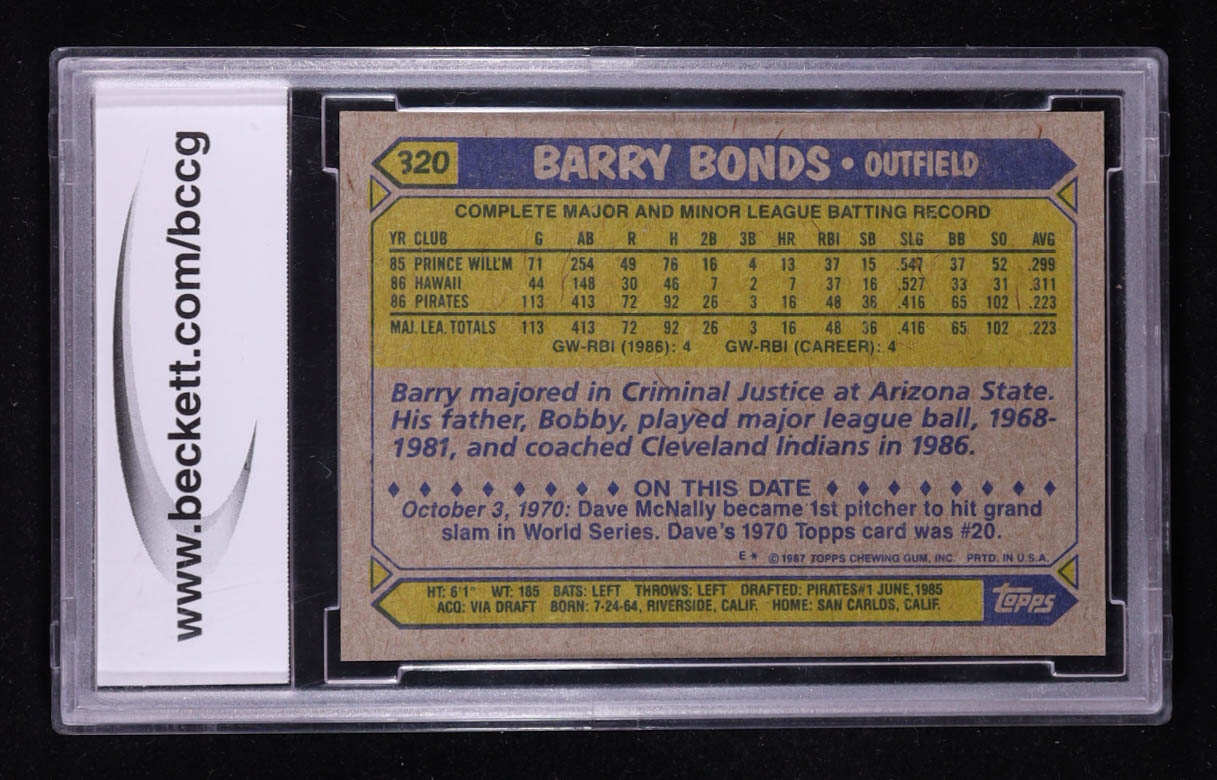 www.beckett.com/bccg
320 BARRY BONDS • OUTFIELD
COMPLETE MAJOR AND MINOR LEAGUE BATTING RECORD
YR CLUB G AB R H 2B 3B HR RBI SB SLG BB SO AVG
85 PRINCE WILL'M 71 254 49 76 16 4 13 37 15 .547 37 52 .299
86 HAWAII 44 148 30 46 7 2 7 37 16 .527 33 31 .311
86 PIRATES 113 413 72 92 26 3 16 48 36 .416 65 102 .223
MAJ. LEA. TOTALS 113 413 72 92 26 3 16 48 36 .416 65 102 .223
GW-RBI (1986): 4 GW-RBI (CAREER): 4
Barry majored in Criminal Justice at Arizona State.
His father, Bobby, played major league ball, 1968-
1981, and coached Cleveland Indians in 1986.
♦ ♦ ♦ ♦ ♦ ♦ ♦ ♦ ON THIS DATE ♦ ♦ ♦ ♦ ♦ ♦ ♦ ♦
October 3, 1970: Dave McNally became 1st pitcher to hit grand
slam in World Series. Dave's 1970 Topps card was #20.
E * © 1987 TOPPS CHEWING GUM, INC. PRTD. IN U.S.A.
HT: 6'1" WT: 185 BATS: LEFT THROWS: LEFT DRAFTED: PIRATES#1 JUNE,1985
ACQ: VIA DRAFT BORN: 7-24-64, RIVERSIDE, CALIF. HOME: SAN CARLOS, CALIF.
topps